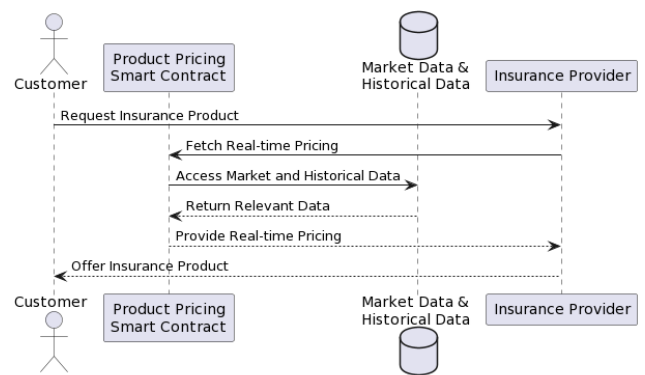 Customer
Product Pricing
Smart Contract
Market Data &
Historical Data
Insurance Provider
Request Insurance Product
Fetch Real-time Pricing
Access Market and Historical Data
Return Relevant Data
Provide Real-time Pricing
Offer Insurance Product
Customer
Product Pricing
Smart Contract
Market Data &
Historical Data
Insurance Provider